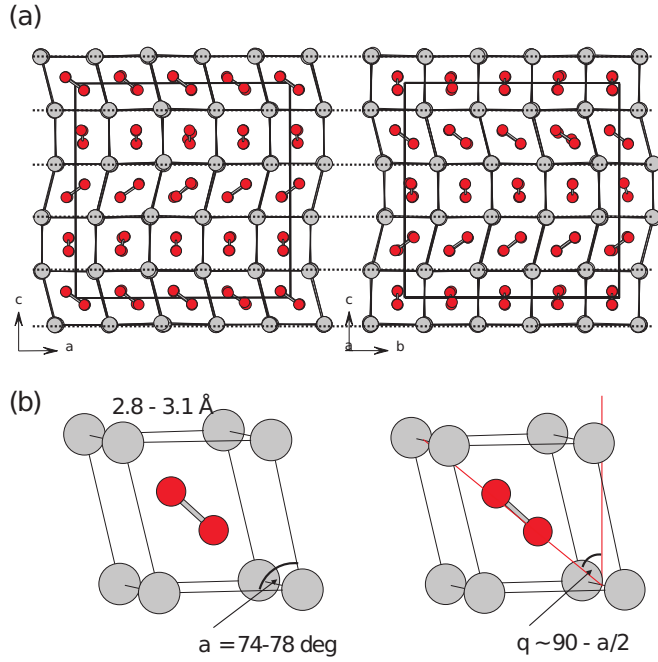 (a)
c
a
c
a
b
(b)
2.8 - 3.1 Å
a = 74-78 deg
q ~90 - a/2